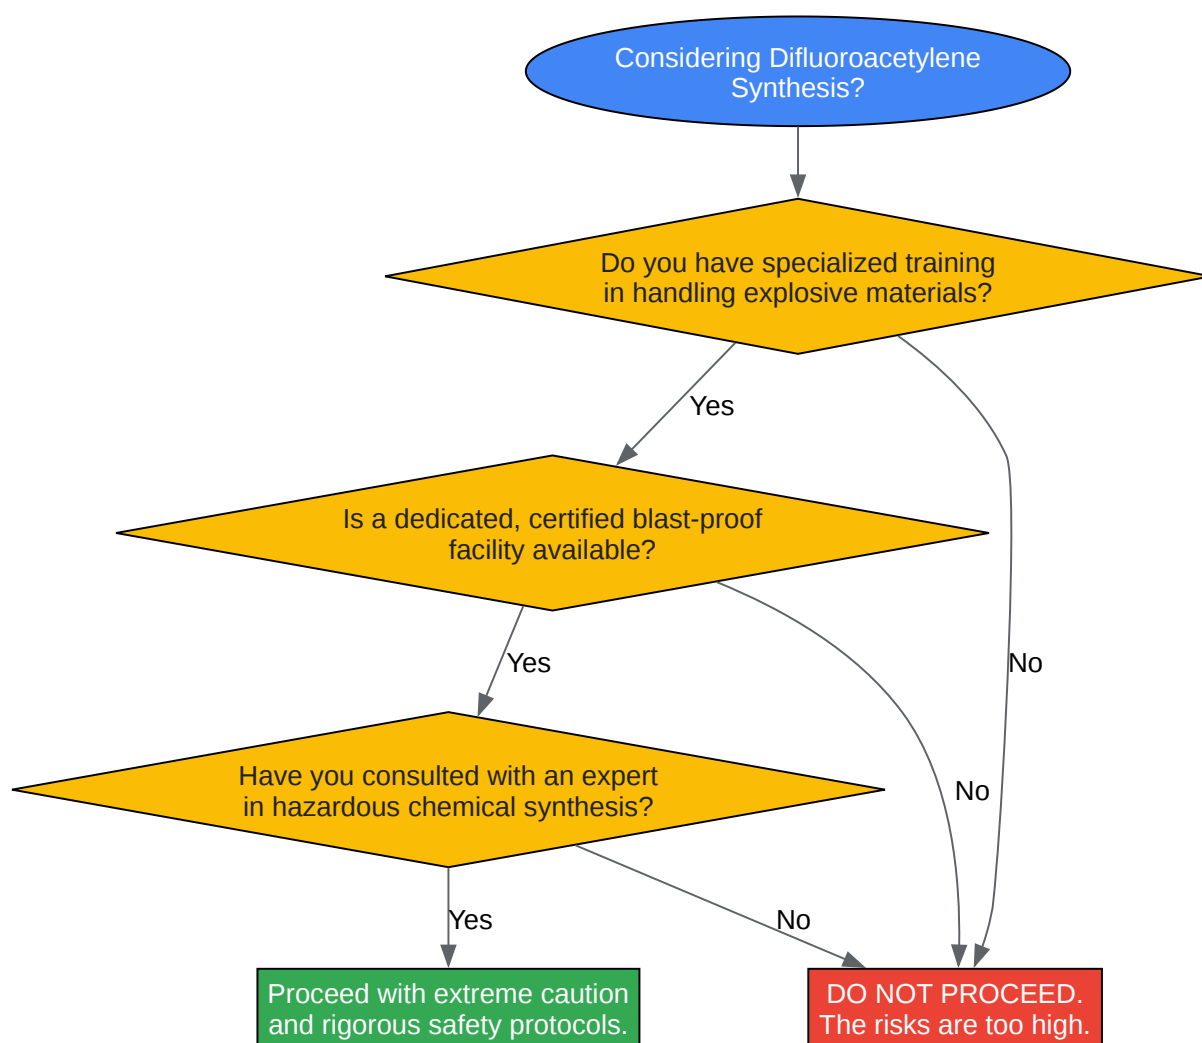 Considering Difluoroacetylene
Synthesis?
Do you have specialized training
in handling explosive materials?
Yes
Is a dedicated, certified blast-proof
facility available?
Yes
No
Have you consulted with an expert
in hazardous chemical synthesis?
No
Yes
No
Proceed with extreme caution
and rigorous safety protocols.
DO NOT PROCEED.
The risks are too high.